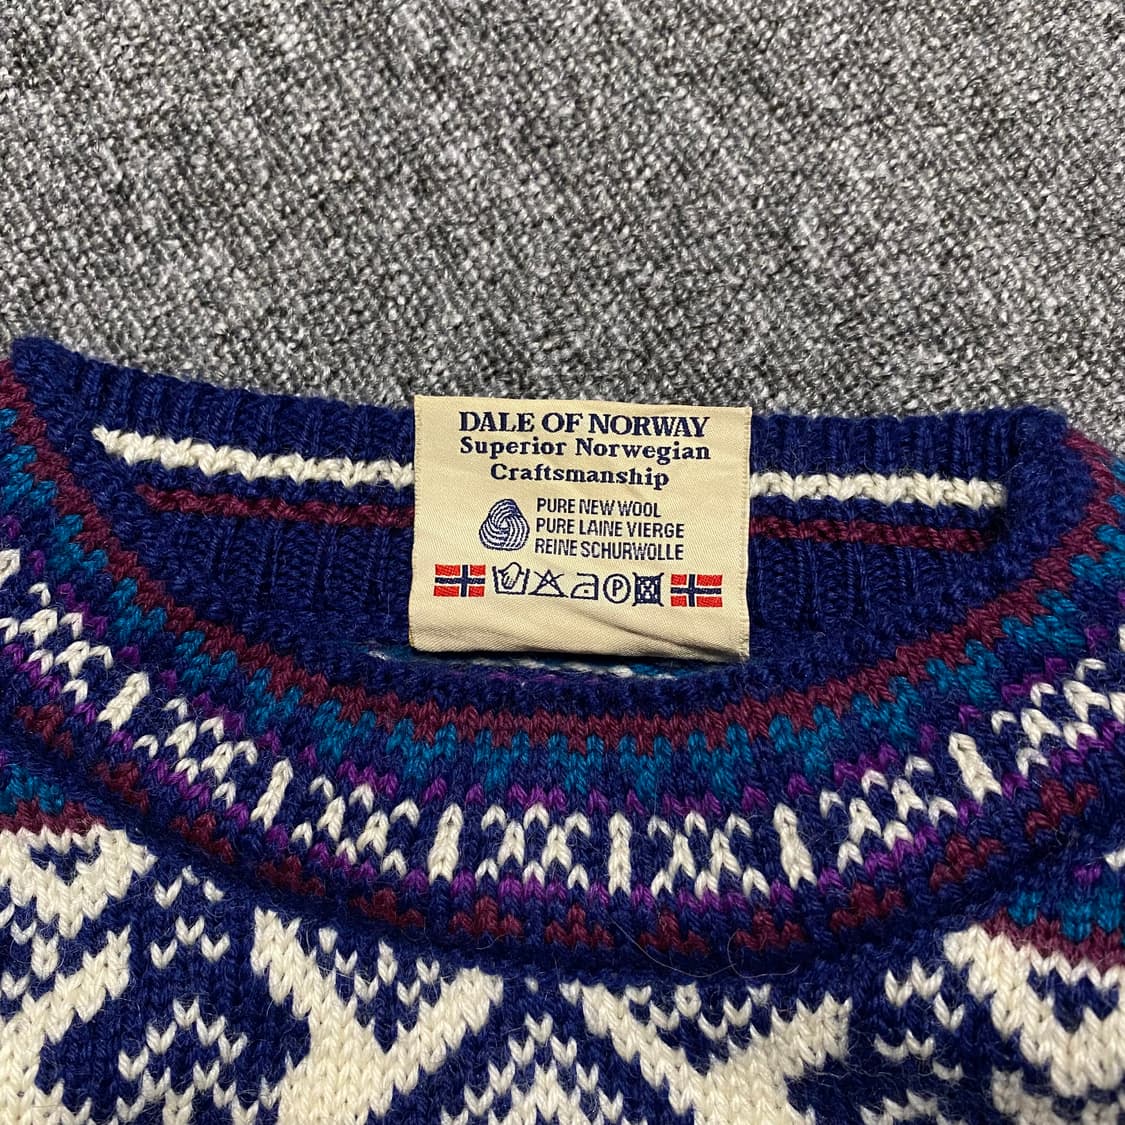 DALE OF NORWAY
Superior Norwegian
Craftsmanship
PURE NEW WOOL
PURE LAINE VIERGE
REINE SCHURWOLLE
P